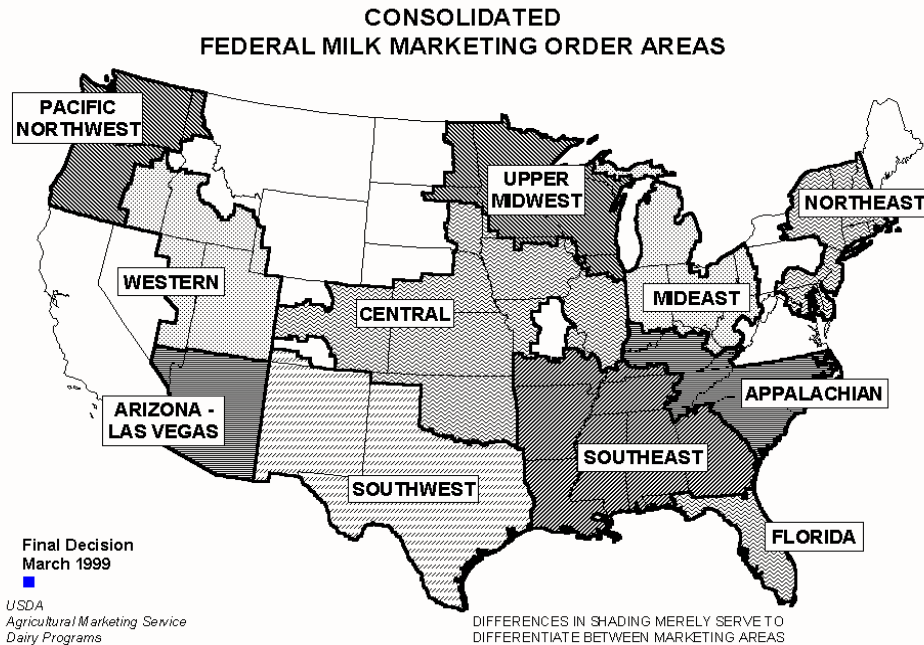 CONSOLIDATED
FEDERAL MILK MARKETING ORDER AREAS
PACIFIC
NORTHWEST
UPPER
MIDWEST
NORTHEAST
WESTERN
CENTRAL
MIDEAST
ARIZONA -
LAS VEGAS
APPALACHIAN
SOUTHEAST
SOUTHWEST
FLORIDA
Final Decision
March 1999
USDA
Agricultural Marketing Service
Dairy Programs
DIFFERENCES IN SHADING MERELY SERVE TO
DIFFERENTIATE BETWEEN MARKETING AREAS